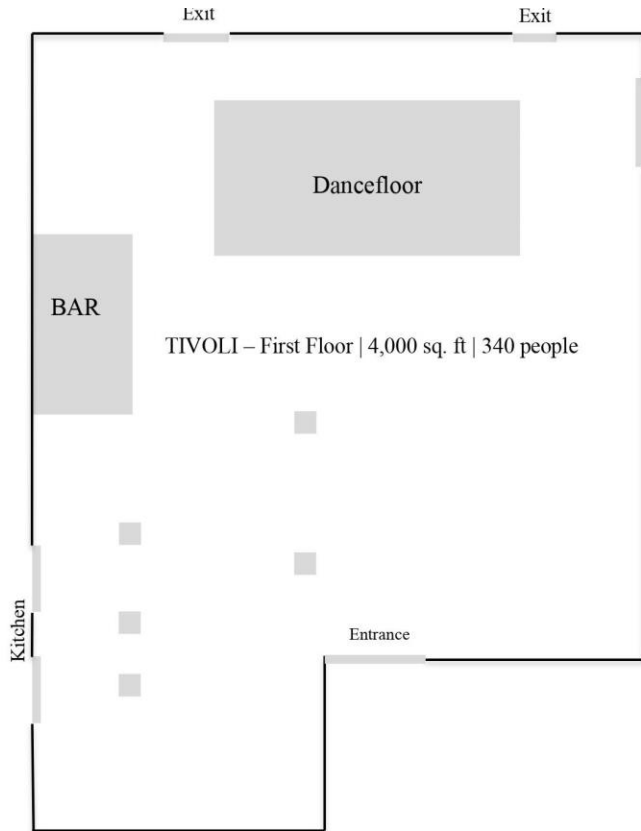 Exit
Exit
Dancefloor
BAR
TIVOLI – First Floor | 4,000 sq. ft | 340 people
Kitchen
Entrance